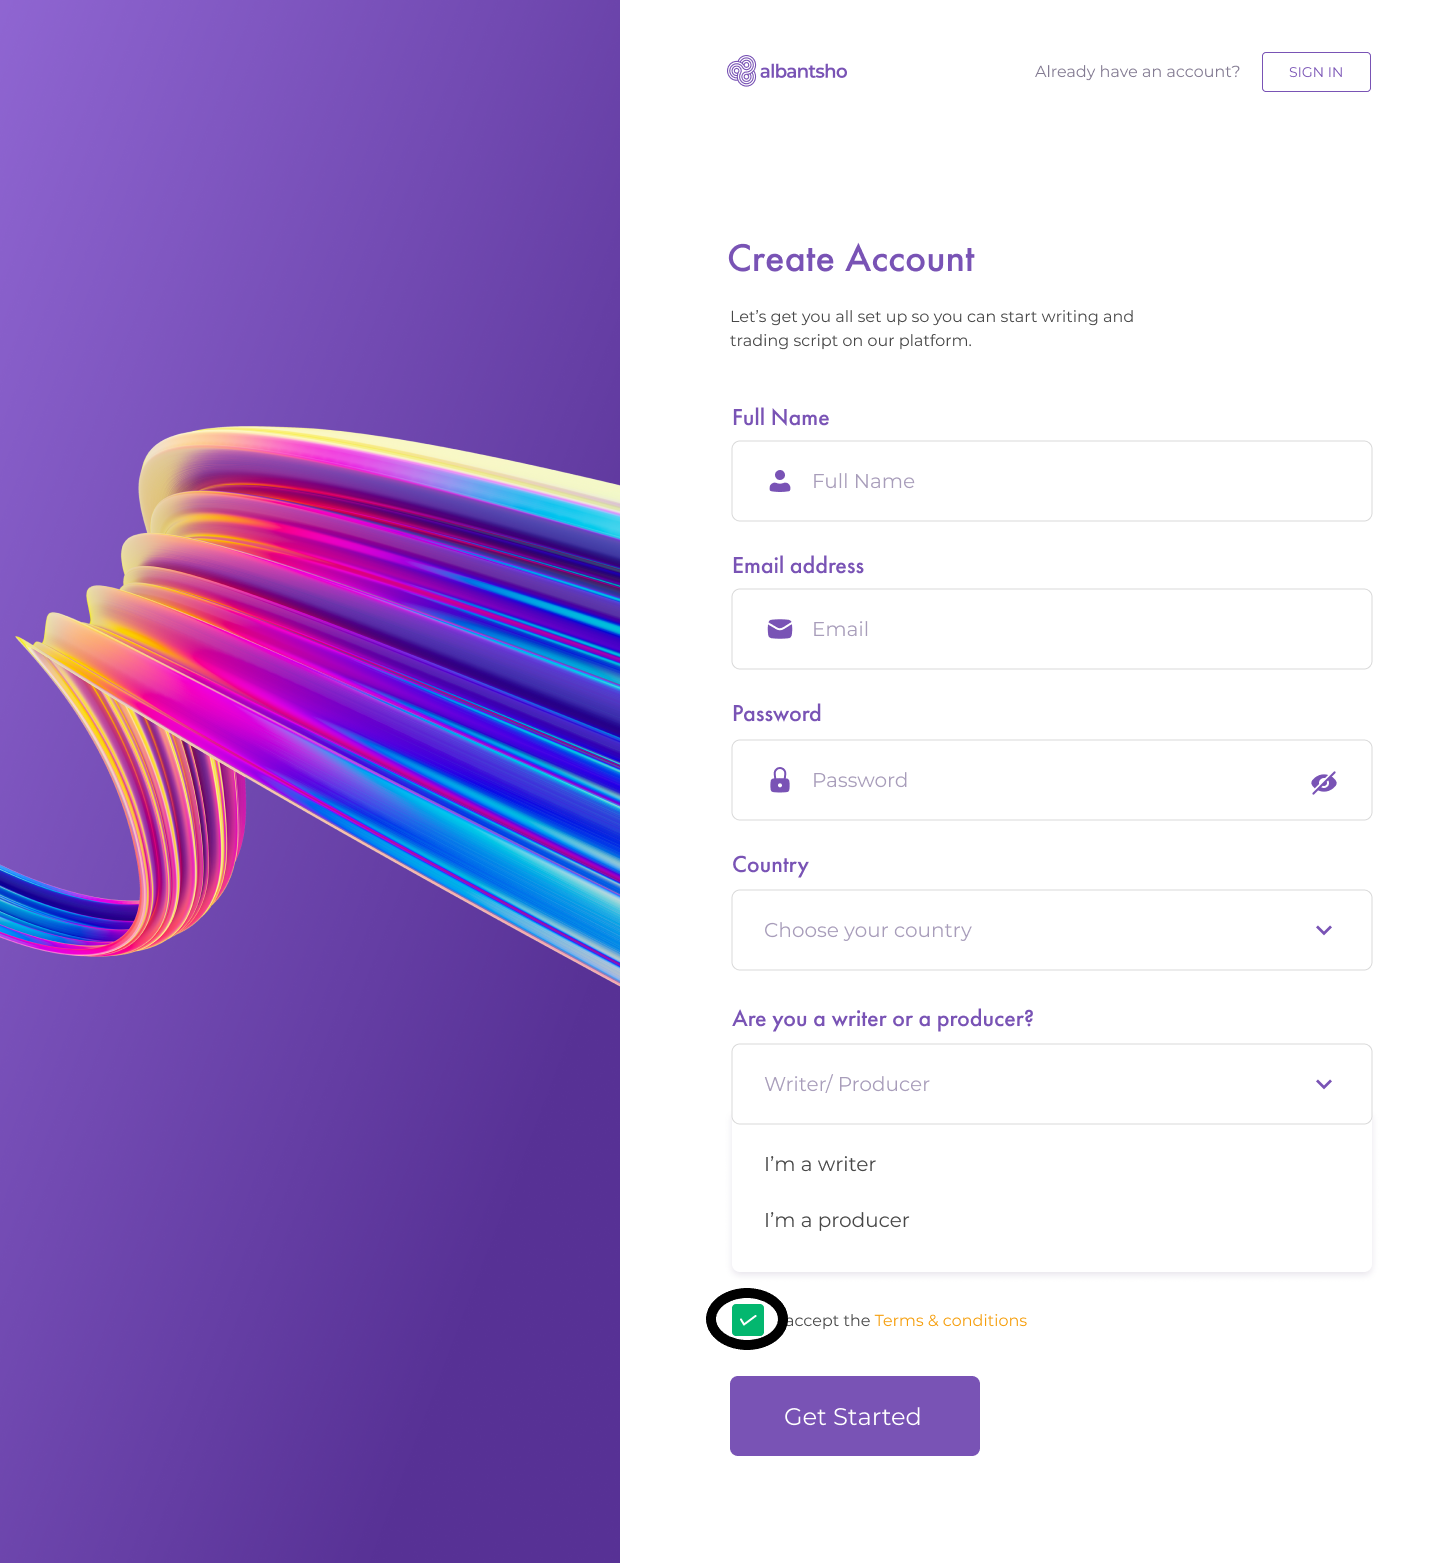 albantsho
Already have an account?
SIGN IN
Create Account
Let’s get you all set up so you can start writing and
trading script on our platform.
Full Name
Full Name
Email address
Email
Password
Password
Country
Choose your country
Are you a writer or a producer?
Writer/ Producer
I’m a writer
I’m a producer
accept the Terms & conditions
Get Started